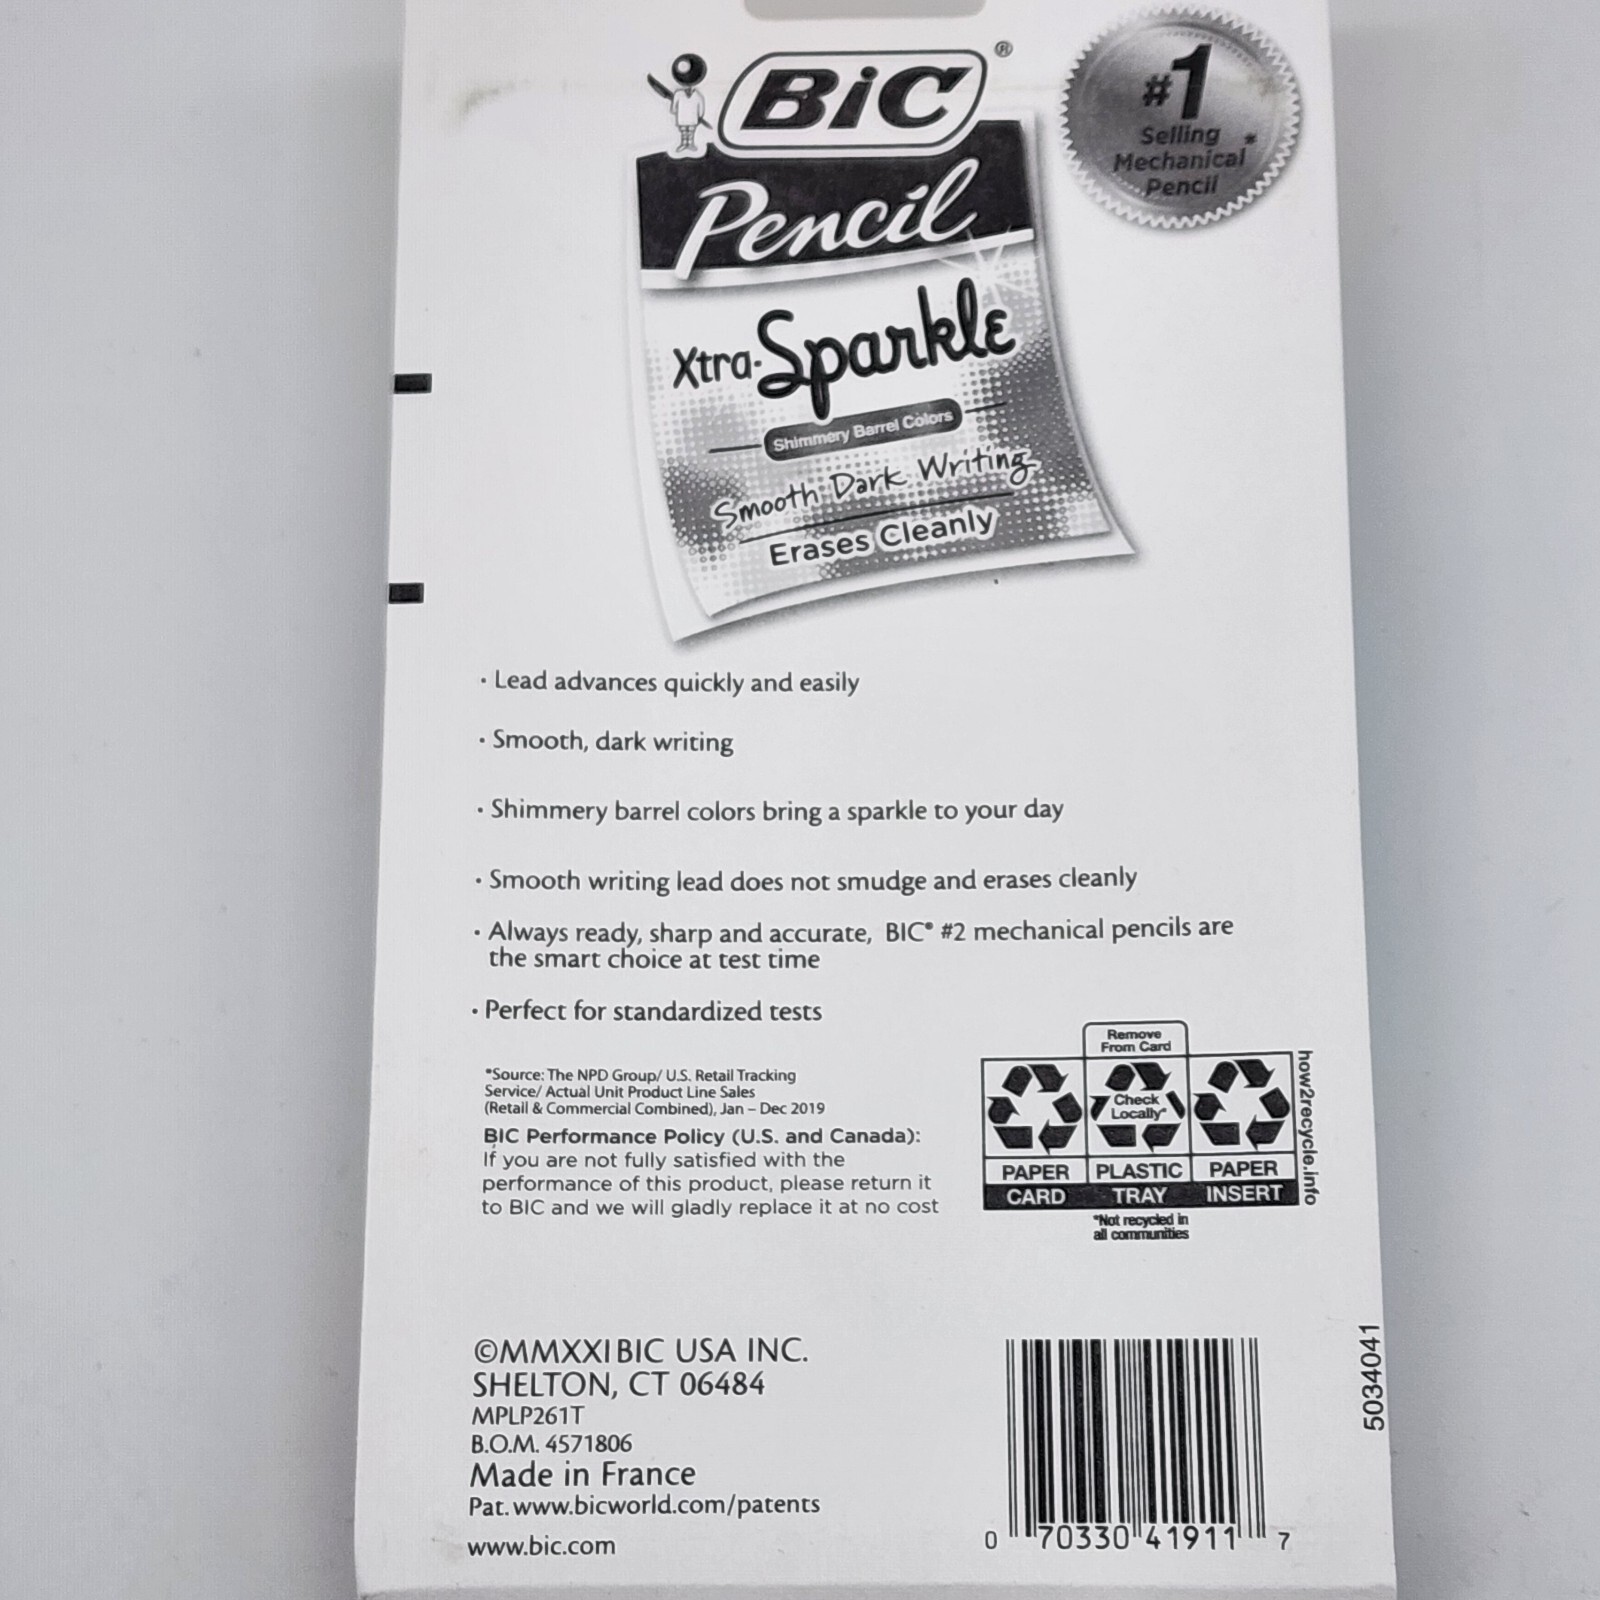 BiC®
#1
Selling *
Mechanical
Pencil
Pencil
Xtra-Sparkle
Shimmery Barrel Colors
Smooth Dark Writing
Erases Cleanly
· Lead advances quickly and easily
· Smooth, dark writing
· Shimmery barrel colors bring a sparkle to your day
· Smooth writing lead does not smudge and erases cleanly
· Always ready, sharp and accurate, BIC® #2 mechanical pencils are
the smart choice at test time
· Perfect for standardized tests
*Source: The NPD Group/ U.S. Retail Tracking
Service/ Actual Unit Product Line Sales
(Retail & Commercial Combined), Jan – Dec 2019
BIC Performance Policy (U.S. and Canada):
If you are not fully satisfied with the
performance of this product, please return it
to BIC and we will gladly replace it at no cost
Remove
From Card
Check
Locally*
PAPER PLASTIC PAPER
CARD TRAY INSERT
*Not recycled in
all communities
how2recycle.info
©MMXXI BIC USA INC.
SHELTON, CT 06484
MPLP261T
B.O.M. 4571806
Made in France
Pat. www.bicworld.com/patents
www.bic.com
0 70330 41911 7
5034041